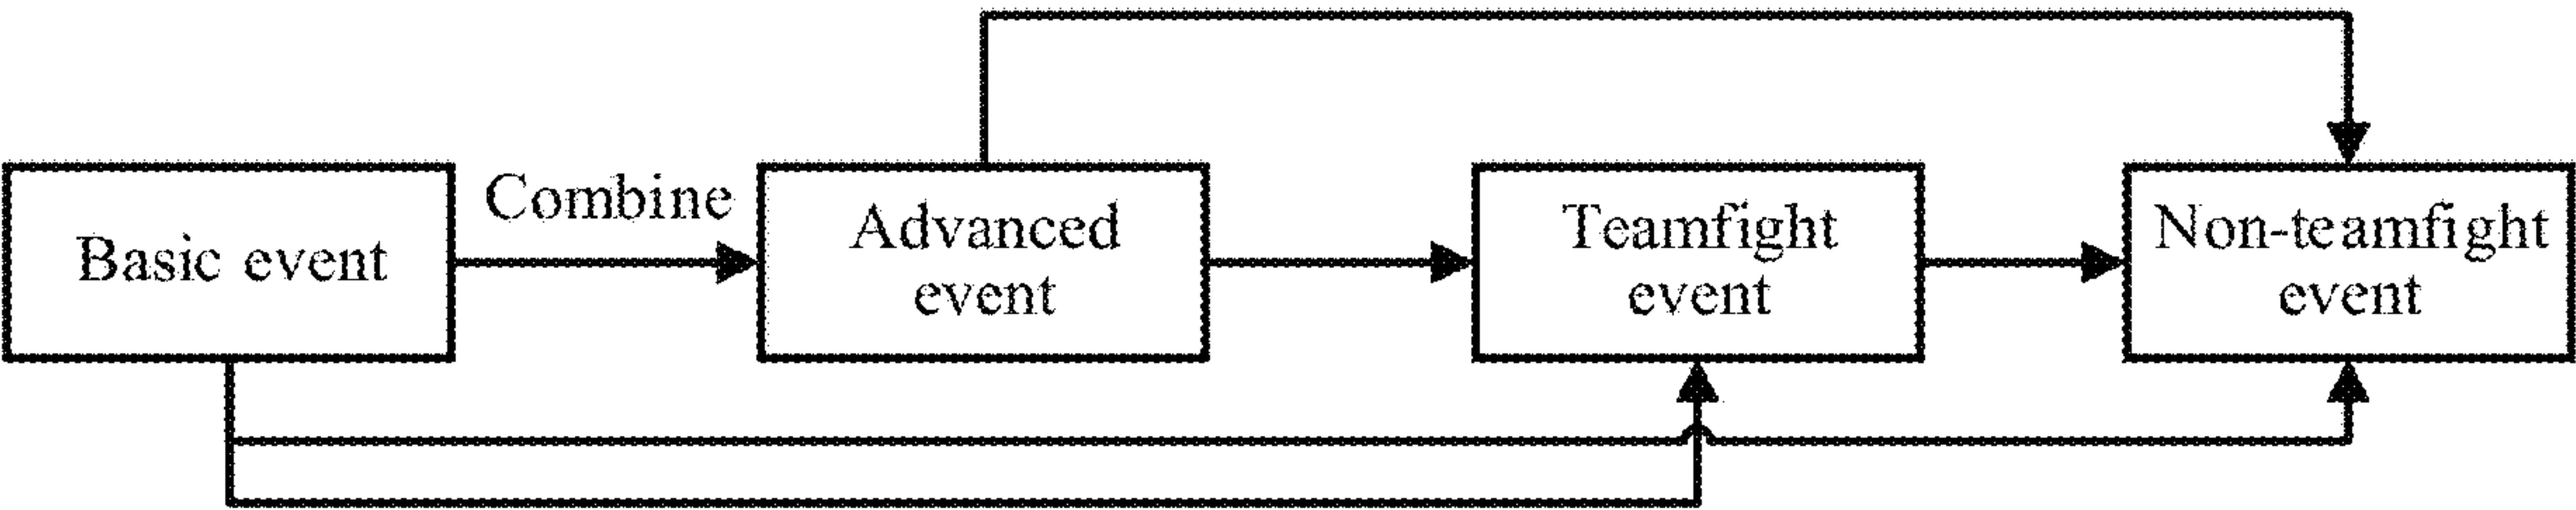 Basic event
Combine
Advanced
event
Teamfight
event
Non-teamfight
event